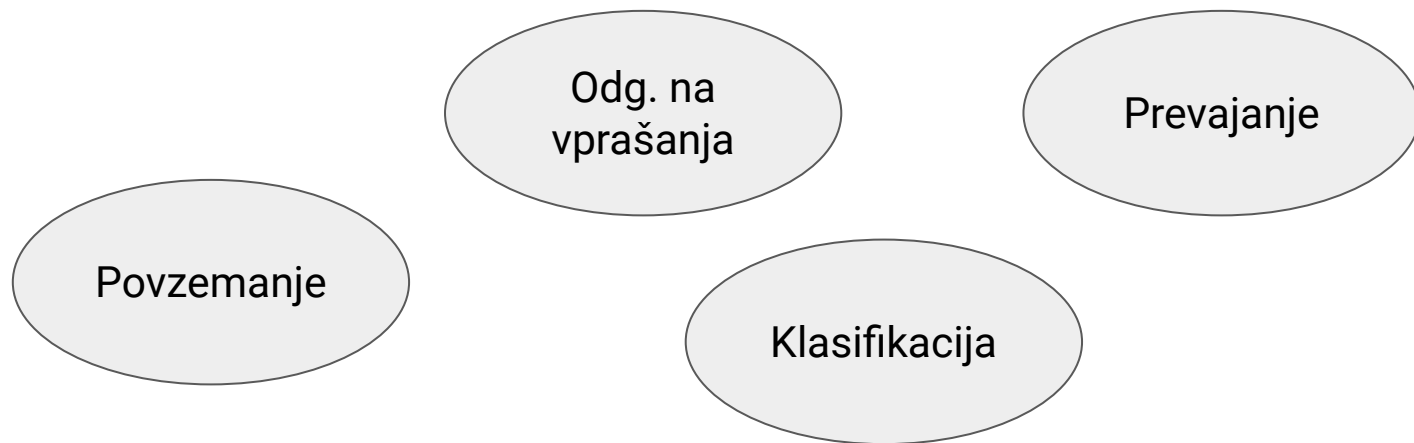 Odg. na
vprašanja
Prevajanje
Povzemanje
Klasifikacija